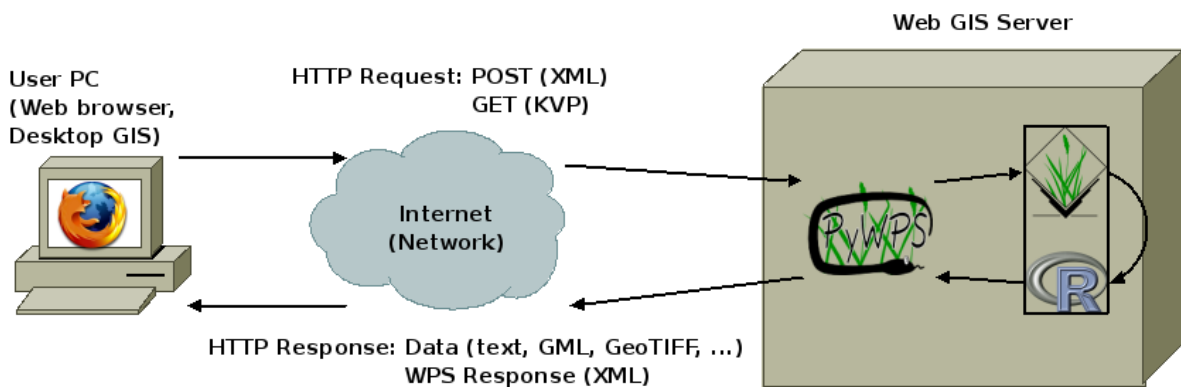 Web GIS Server
User PC
(Web browser,
Desktop GIS)
HTTP Request: POST (XML)
GET (KVP)
Internet
(Network)
PyWPS
R
HTTP Response: Data (text, GML, GeoTIFF, ...)
WPS Response (XML)